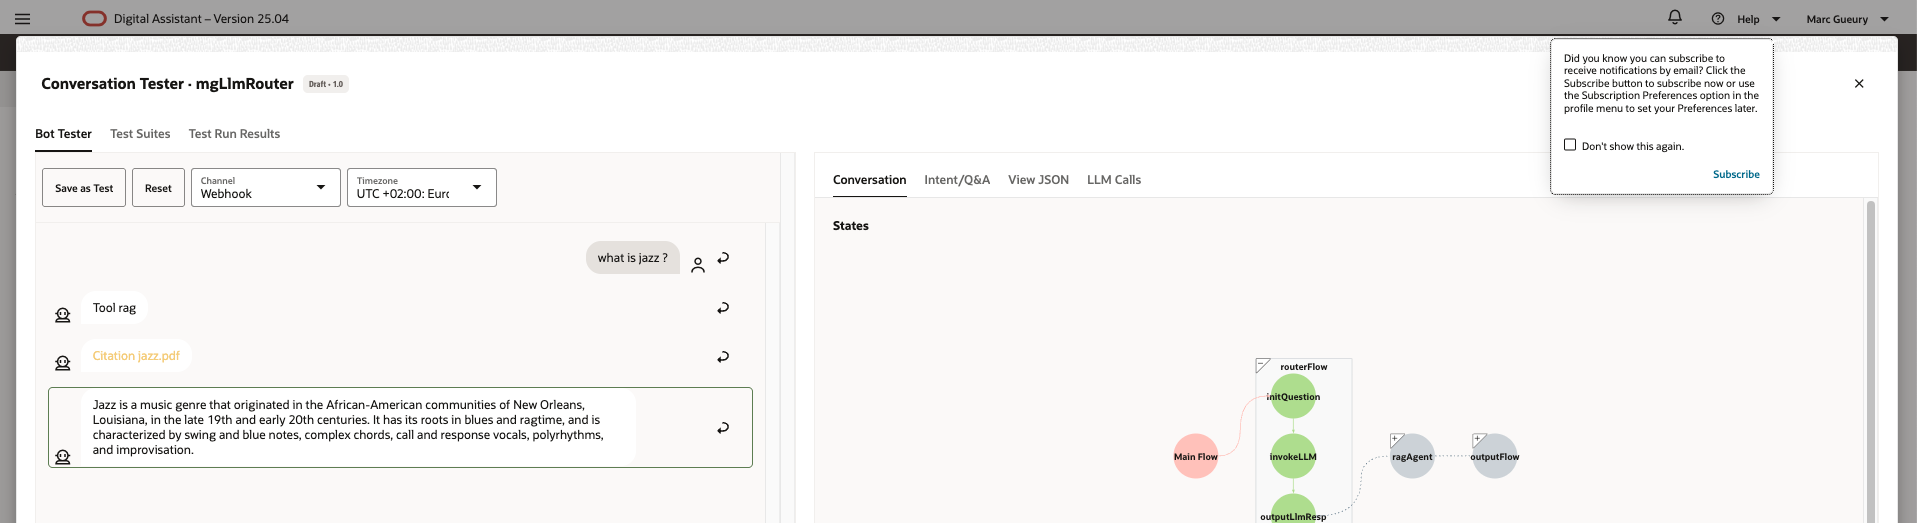 Digital Assistant – Version 25.04
Help
Marc Gueury
Did you know you can subscribe to
receive notifications by email? Click the
Subscribe button to subscribe now or use
the Subscription Preferences option in the
profile menu to set your Preferences later.
Don't show this again.
Subscribe
Conversation Tester · mgLlmRouter
Draft • 1.0
Bot Tester
Test Suites
Test Run Results
Save as Test
Reset
Channel
Webhook
Timezone
UTC +02:00: Euro
what is jazz ?
Tool rag
Citation jazz.pdf
Jazz is a music genre that originated in the African-American communities of New Orleans,
Louisiana, in the late 19th and early 20th centuries. It has its roots in blues and ragtime, and is
characterized by swing and blue notes, complex chords, call and response vocals, polyrhythms,
and improvisation.
Conversation
Intent/Q&A
View JSON
LLM Calls
States
routerFlow
initQuestion
Main Flow
invokeLLM
ragAgent
outputFlow
outputLlmResp